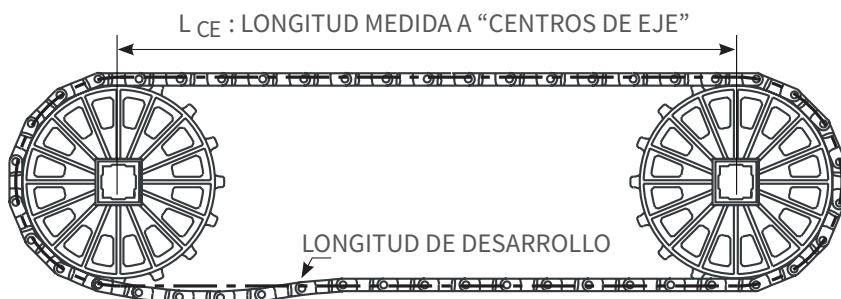 L CE : LONGITUD MEDIDA A “CENTROS DE EJE”
LONGITUD DE DESARROLLO